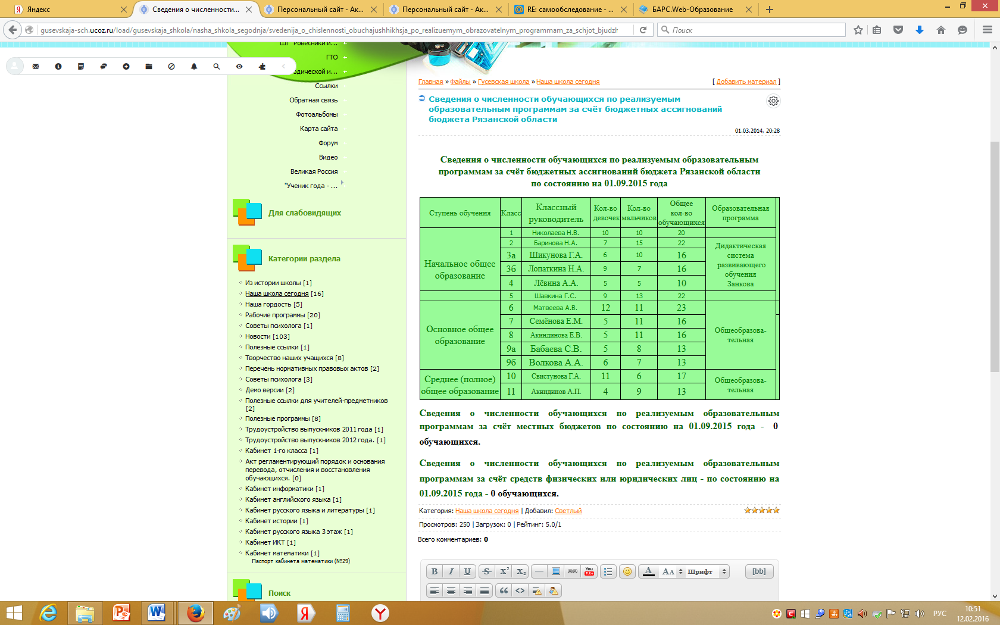 Яндекс
Сведения о численности...
Персональный сайт - Ак...
Персональный сайт - Ак...
RE: самообследование - ...
БАРС.Web-Образование
gusevskaja-sch.ucoz.ru/load/gusevskaja_shkola/nasha_shkola_segodnja/svedenija_o_chislennosti_obuchajushhikhsja_po_realizuemym_obrazovatelnym_programmam_za_schjot_bjudzh
Поиск
ШГ "Ровесники и...
ГТО
одической и...
Ссылки
Обратная связь
Фотоальбомы
Карта сайта
Форум
Видео
Великая Россия
"Ученик года - ...
Для слабовидящих
Категории раздела
Из истории школы [1]
Наша школа сегодня [16]
Наша гордость [5]
Рабочие программы [20]
Советы психолога [1]
Новости [103]
Полезные ссылки [1]
Творчество наших учащихся [8]
Перечень нормативных правовых актов [2]
Советы психолога [3]
Демо версии [2]
Полезные ссылки для учителей-предметников
[2]
Полезные программы [8]
Трудоустройство выпускников 2011 года [1]
Трудоустройство выпускников 2012 года. [1]
Кабинет 1-го класса [1]
Акт регламентирующий порядок и основания
перевода, отчисления и восстановления
обучающихся. [0]
Кабинет информатики [1]
Кабинет английского языка [1]
Кабинет русского языка и литературы [1]
Кабинет истории [1]
Кабинет русского языка 3 этаж [1]
Кабинет ИКТ [1]
Кабинет математики [1]
Паспорт кабинета математики (№29)
Поиск
Главная » Файлы » Гусевская школа » Наша школа сегодня
[ Добавить материал ]
Сведения о численности обучающихся по реализуемым
образовательным программам за счёт бюджетных ассигнований
бюджета Рязанской области
01.03.2014, 20:28
Сведения о численности обучающихся по реализуемым образовательным
программам за счёт бюджетных ассигнований бюджета Рязанской области
по состоянию на 01.09.2015 года
Ступень обучения Класс Классный руководитель Кол-во девочек Кол-во мальчиков Общее кол-во обучающихся Образовательная программа
Начальное общее образование
1 Николаева Н.В. 10 10 20
2 Баринова Н.А. 7 15 22
3а Шикунова Г.А. 6 10 16
3б Лопаткина Н.А. 9 7 16
4 Лёвина А.А. 5 5 10
Дидактическая
система
развивающего
обучения
Занкова
5 Шавкина Г.С. 9 13 22
Основное общее образование
6 Матвеева А.В. 12 11 23
7 Семёнова Е.М. 5 11 16
8 Акиндинова Е.В. 5 11 16
9а Бабаева С.В. 5 8 13
9б Волкова А.А. 6 7 13
Общеобразова-
тельная
Среднее (полное)
общее образование
10 Свистунова Г.А. 11 6 17
11 Акиндинов А.П. 4 9 13
Общеобразова-
тельная
Сведения о численности обучающихся по реализуемым образовательным
программам за счёт местных бюджетов по состоянию на 01.09.2015 года - 0
обучающихся.
Сведения о численности обучающихся по реализуемым образовательным
программам за счёт средств физических или юридических лиц - по состоянию на
01.09.2015 года - 0 обучающихся.
Категория: Наша школа сегодня | Добавил: Светлый
Просмотров: 250 | Загрузок: 0 | Рейтинг: 5.0/1
Всего комментариев: 0
B I U S X² X₂ You Tube A AA Шрифт [bb]
РУС
10:51
12.02.2016